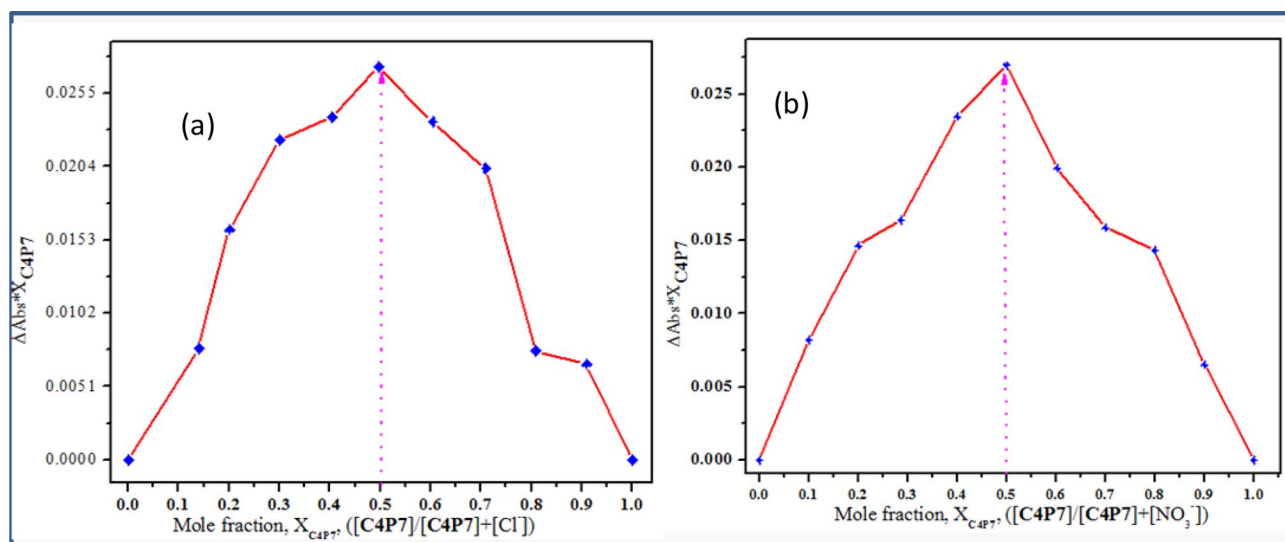 (a)
ΔAbs*X_C4P7
0.0255
0.0204
0.0153
0.0102
0.0051
0.0000
0.0 0.1 0.2 0.3 0.4 0.5 0.6 0.7 0.8 0.9 1.0
Mole fraction, X_C4P7, ([C4P7]/[C4P7]+[Cl⁻])
(b)
ΔAbs*X_C4P7
0.025
0.020
0.015
0.010
0.005
0.000
0.0 0.1 0.2 0.3 0.4 0.5 0.6 0.7 0.8 0.9 1.0
Mole fraction, X_C4P7, ([C4P7]/[C4P7]+[NO₃⁻])